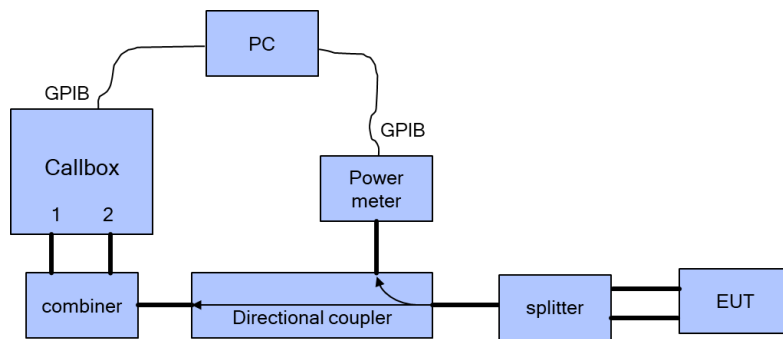 PC
GPIB
GPIB
Callbox
1 2
Power
meter
combiner
Directional coupler
splitter
EUT